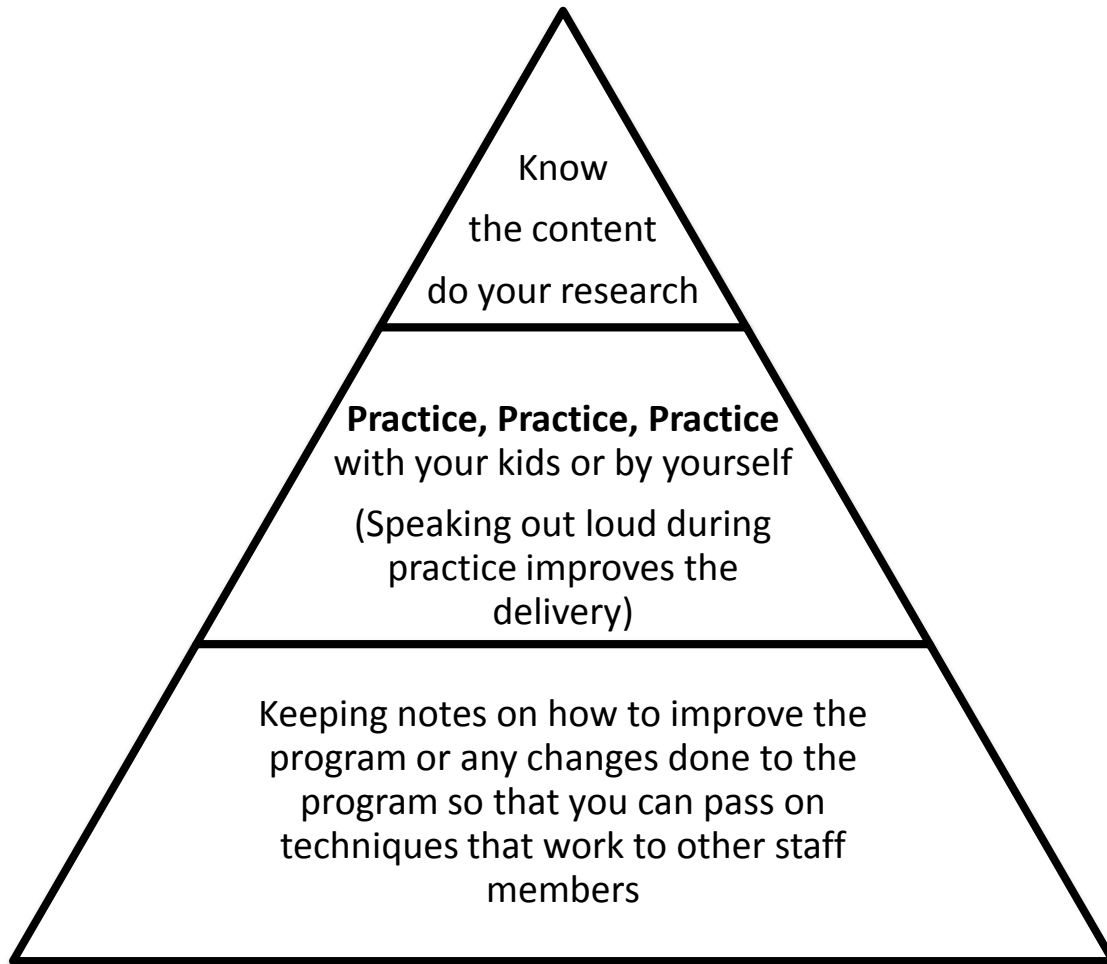 Know
the content
do your research
Practice, Practice, Practice
with your kids or by yourself
(Speaking out loud during
practice improves the
delivery)
Keeping notes on how to improve the
program or any changes done to the
program so that you can pass on
techniques that work to other staff
members